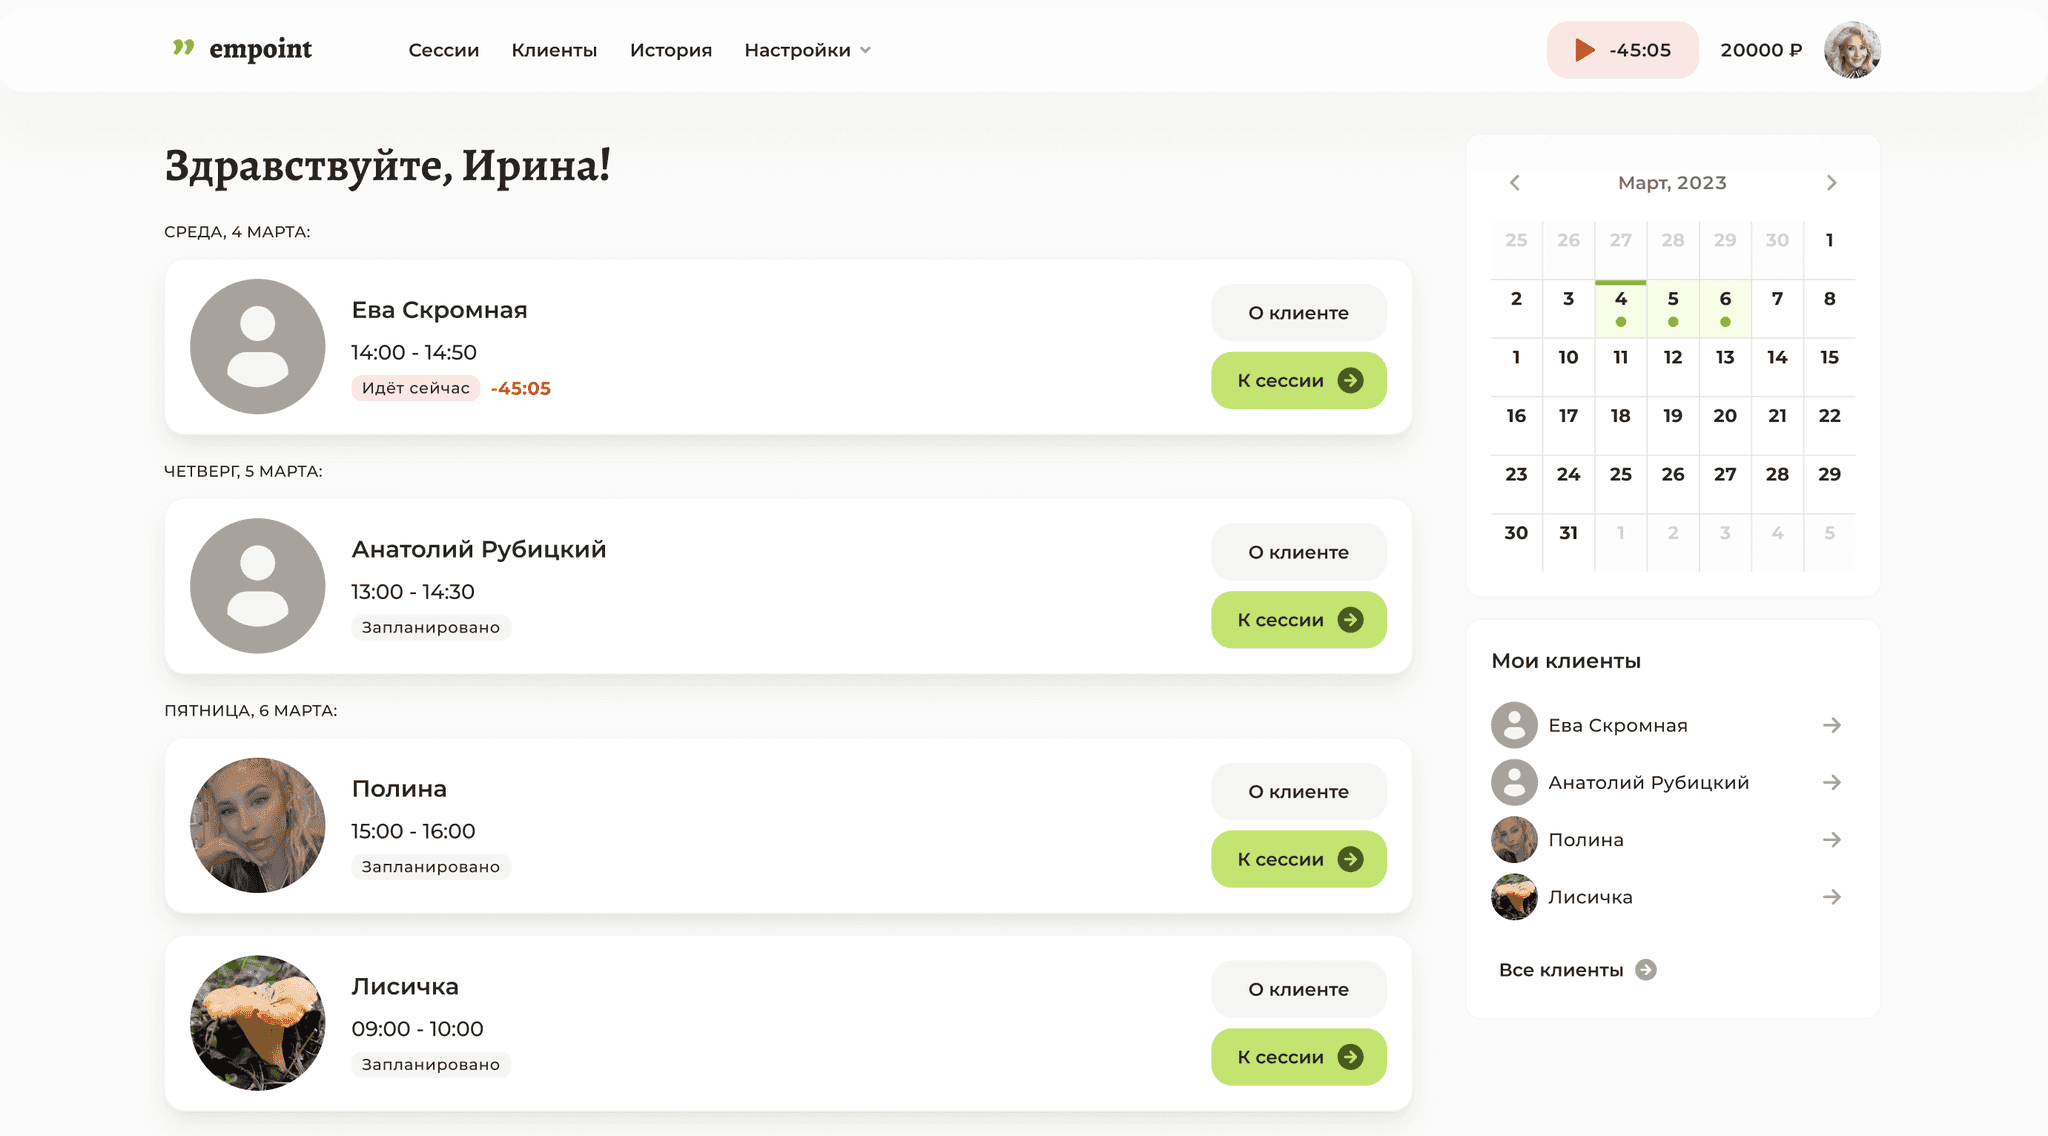 empoint
Сессии Клиенты История Настройки
-45:05 20000 ₽
Здравствуйте, Ирина!
СРЕДА, 4 МАРТА:
Ева Скромная
14:00 - 14:50
Идёт сейчас -45:05
О клиенте
К сессии
ЧЕТВЕРГ, 5 МАРТА:
Анатолий Рубицкий
13:00 - 14:30
Запланировано
О клиенте
К сессии
ПЯТНИЦА, 6 МАРТА:
Полина
15:00 - 16:00
Запланировано
О клиенте
К сессии
Лисичка
09:00 - 10:00
Запланировано
О клиенте
К сессии
Март, 2023
25 26 27 28 29 30 1
2 3 4 5 6 7 8
1 10 11 12 13 14 15
16 17 18 19 20 21 22
23 24 25 26 27 28 29
30 31 1 2 3 4 5
Мои клиенты
Ева Скромная
Анатолий Рубицкий
Полина
Лисичка
Все клиенты